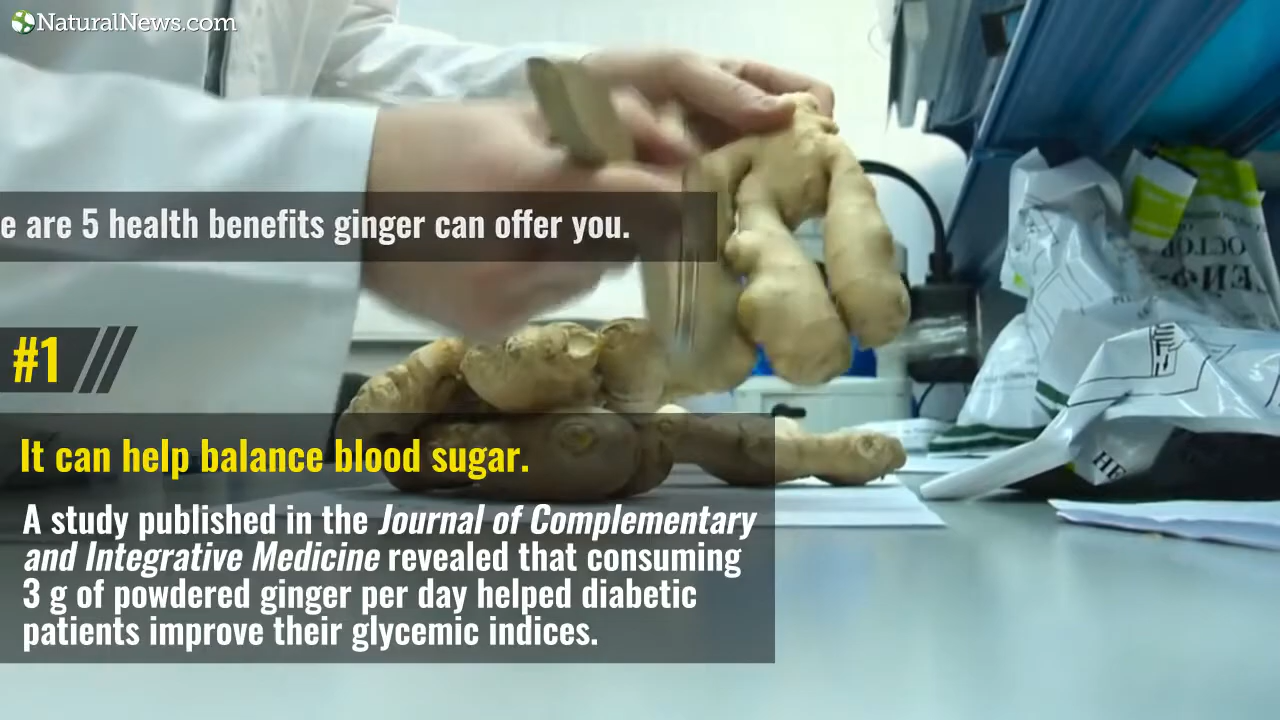 NaturalNews.com
e are 5 health benefits ginger can offer you.
#1
It can help balance blood sugar.
A study published in the Journal of Complementary
and Integrative Medicine revealed that consuming
3 g of powdered ginger per day helped diabetic
patients improve their glycemic indices.
НЕ